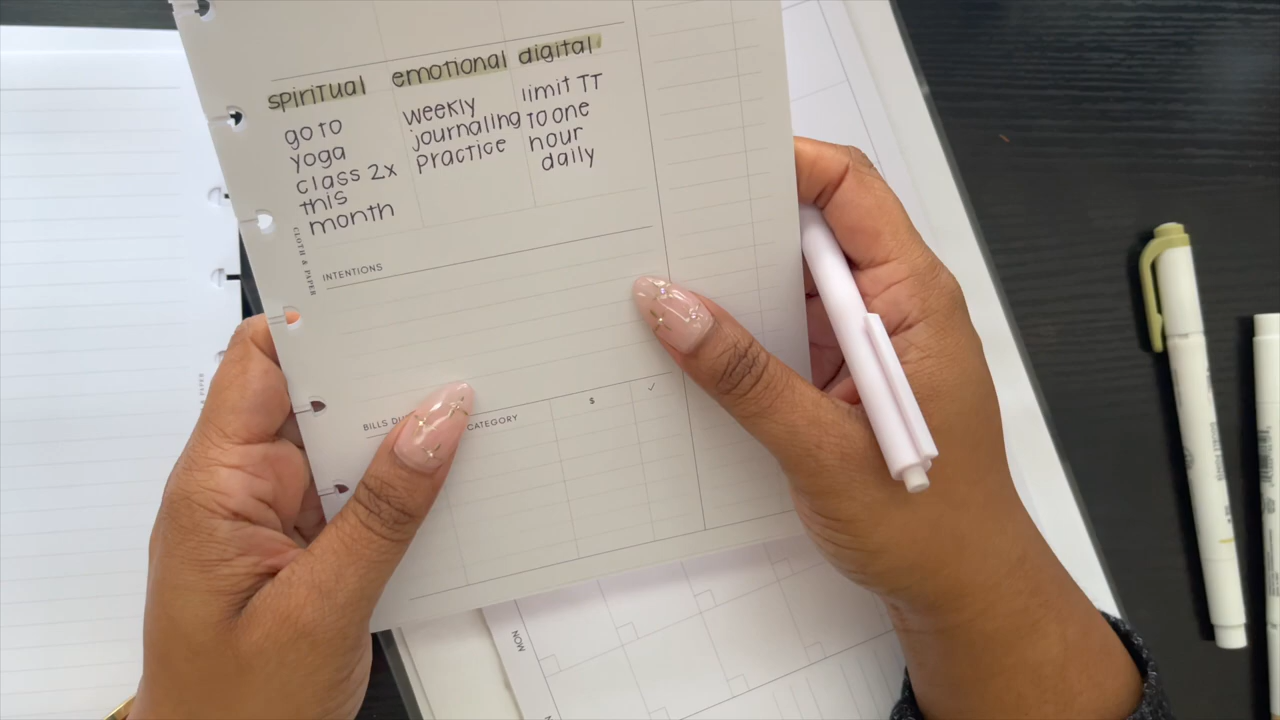 spiritual emotional digital
go to
yoga
class 2x
this
month
weekly
journaling
practice
limit TT
to one
hour
daily
CLOTH & PAPER
INTENTIONS
BILLS
CATEGORY
$
✓
MON